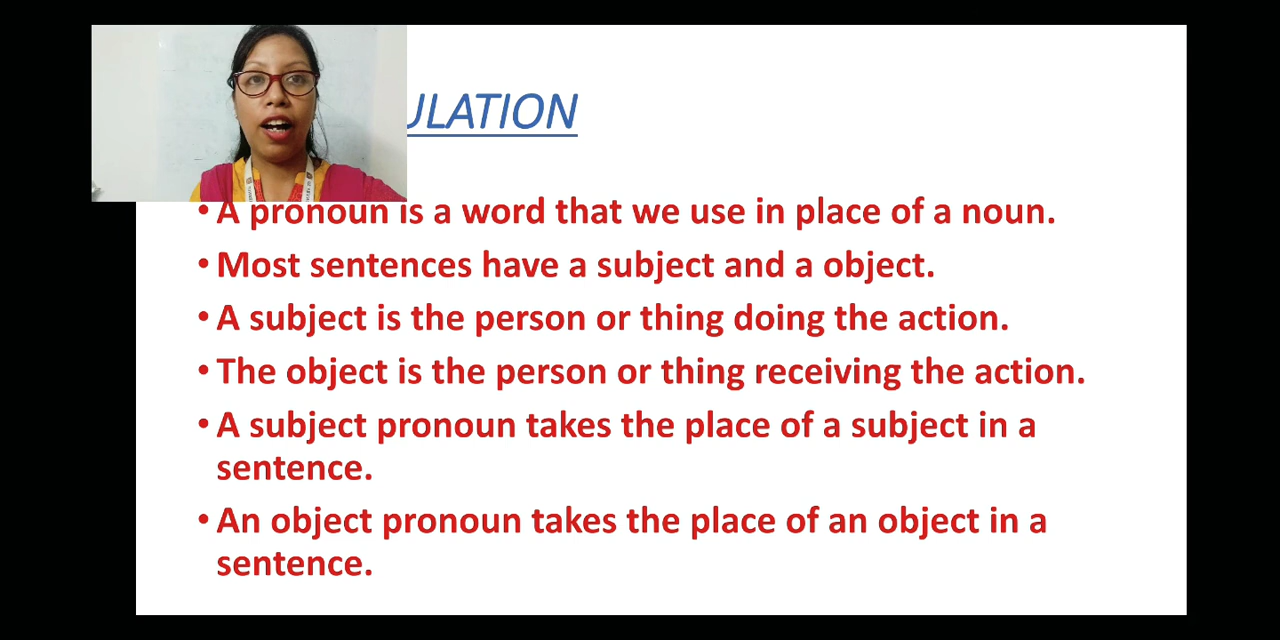 ULATION
• A pronoun is a word that we use in place of a noun.
• Most sentences have a subject and a object.
• A subject is the person or thing doing the action.
• The object is the person or thing receiving the action.
• A subject pronoun takes the place of a subject in a
sentence.
• An object pronoun takes the place of an object in a
sentence.